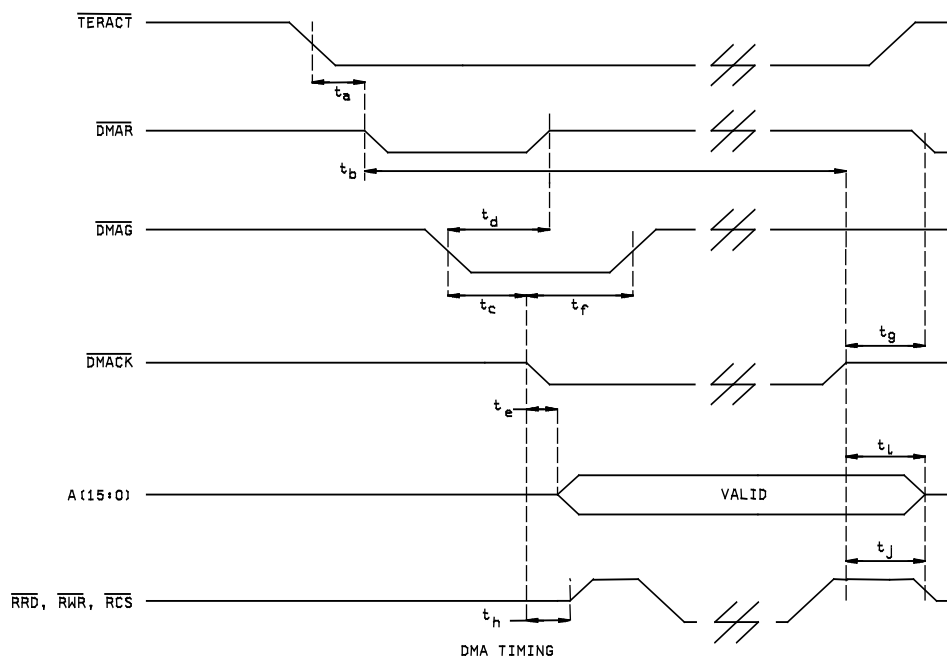 TERACT
ta
DMAR
tb
td
DMAG
tc tf
tg
DMACK
te
tl
A(15:0) VALID
tj
RRD, RWR, RCS
th
DMA TIMING